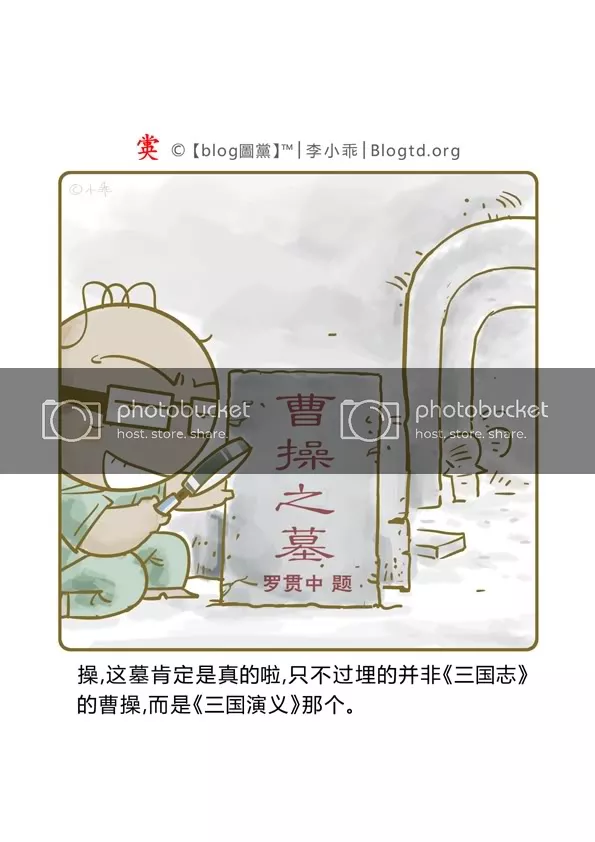 ©【blog圖黨】™|李小乖|Blogtd.org
©小乖
photobucket photobucket
host. store. share. host. store. share.
曹
操
之
墓
罗贯中 题
操,这墓肯定是真的啦,只不过埋的并非《三国志》
的曹操,而是《三国演义》那个。